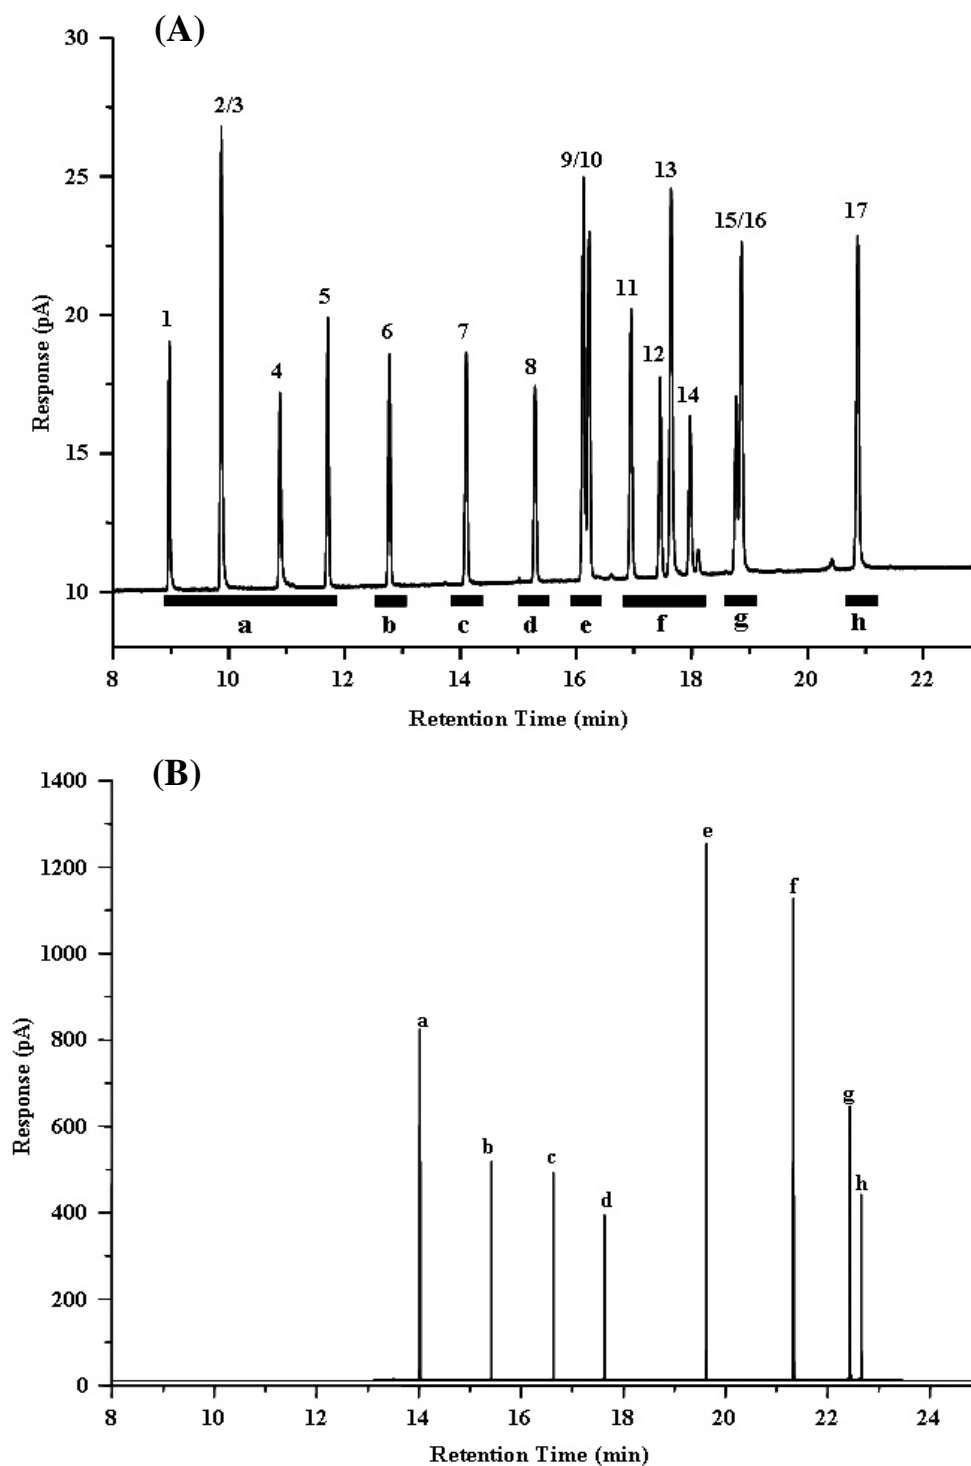 (A)
30
25
20
15
10
Response (pA)
1
2/3
4
5
6
7
8
9/10
11
12
13
14
15/16
17
a b c d e f g h
8 10 12 14 16 18 20 22
Retention Time (min)
(B)
1400
1200
1000
800
600
400
200
0
Response (pA)
a
b
c
d
e
f
g
h
8 10 12 14 16 18 20 22 24
Retention Time (min)